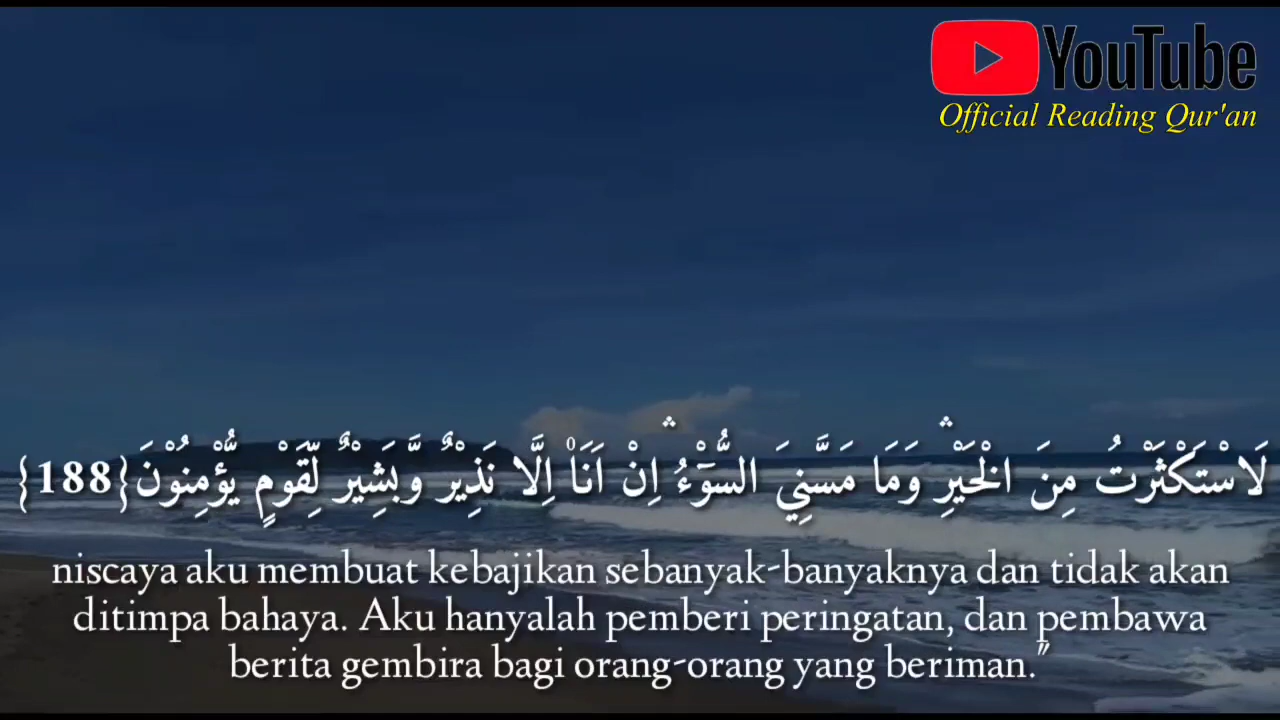 YouTube
Official Reading Qur'an
لَاسْتَكْثَرْتُ مِنَ الْخَيْرِۛ وَمَا مَسَّنِيَ السُّوْۤءُۛ اِنْ اَنَا۠ اِلَّا نَذِيْرٌ وَّبَشِيْرٌ لِّقَوْمٍ يُّؤْمِنُوْنَ{188}
niscaya aku membuat kebajikan sebanyak-banyaknya dan tidak akan
ditimpa bahaya. Aku hanyalah pemberi peringatan, dan pembawa
berita gembira bagi orang-orang yang beriman."